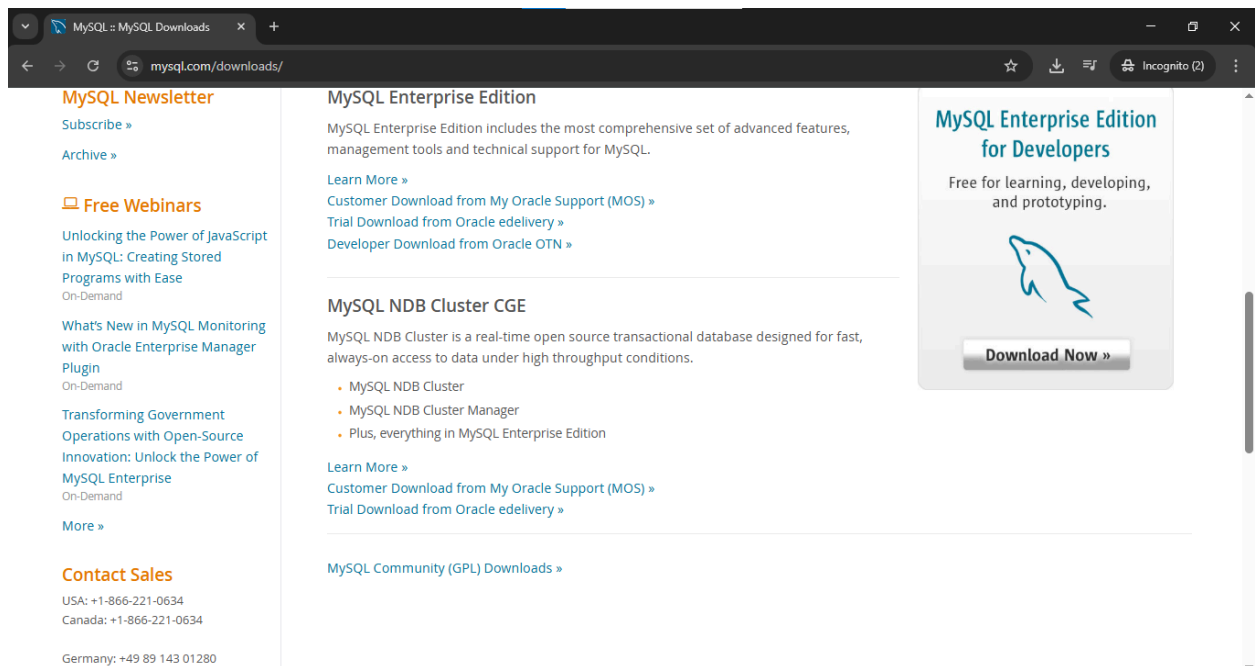 MySQL :: MySQL Downloads
mysql.com/downloads/
Incognito (2)
MySQL Newsletter
Subscribe »
Archive »
Free Webinars
Unlocking the Power of JavaScript
in MySQL: Creating Stored
Programs with Ease
On-Demand
What's New in MySQL Monitoring
with Oracle Enterprise Manager
Plugin
On-Demand
Transforming Government
Operations with Open-Source
Innovation: Unlock the Power of
MySQL Enterprise
On-Demand
More »
Contact Sales
USA: +1-866-221-0634
Canada: +1-866-221-0634
Germany: +49 89 143 01280
MySQL Enterprise Edition
MySQL Enterprise Edition includes the most comprehensive set of advanced features,
management tools and technical support for MySQL.
Learn More »
Customer Download from My Oracle Support (MOS) »
Trial Download from Oracle edelivery »
Developer Download from Oracle OTN »
MySQL NDB Cluster CGE
MySQL NDB Cluster is a real-time open source transactional database designed for fast,
always-on access to data under high throughput conditions.
• MySQL NDB Cluster
• MySQL NDB Cluster Manager
• Plus, everything in MySQL Enterprise Edition
Learn More »
Customer Download from My Oracle Support (MOS) »
Trial Download from Oracle edelivery »
MySQL Community (GPL) Downloads »
MySQL Enterprise Edition
for Developers
Free for learning, developing,
and prototyping.
Download Now »